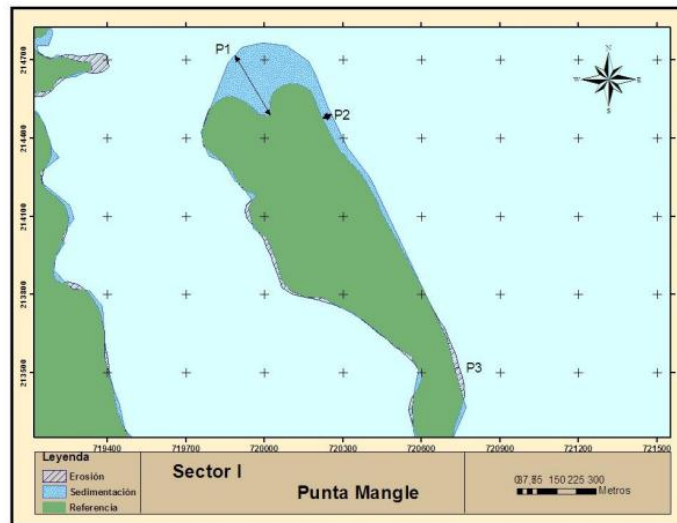 P1
P2
P3
N
W
E
S
214700
214400
214100
213800
213500
719400
719700
720000
720300
720600
720900
721200
721500
Leyenda
Erosión
Sedimentación
Referencia
Sector I
Punta Mangle
150 225 300
Metros